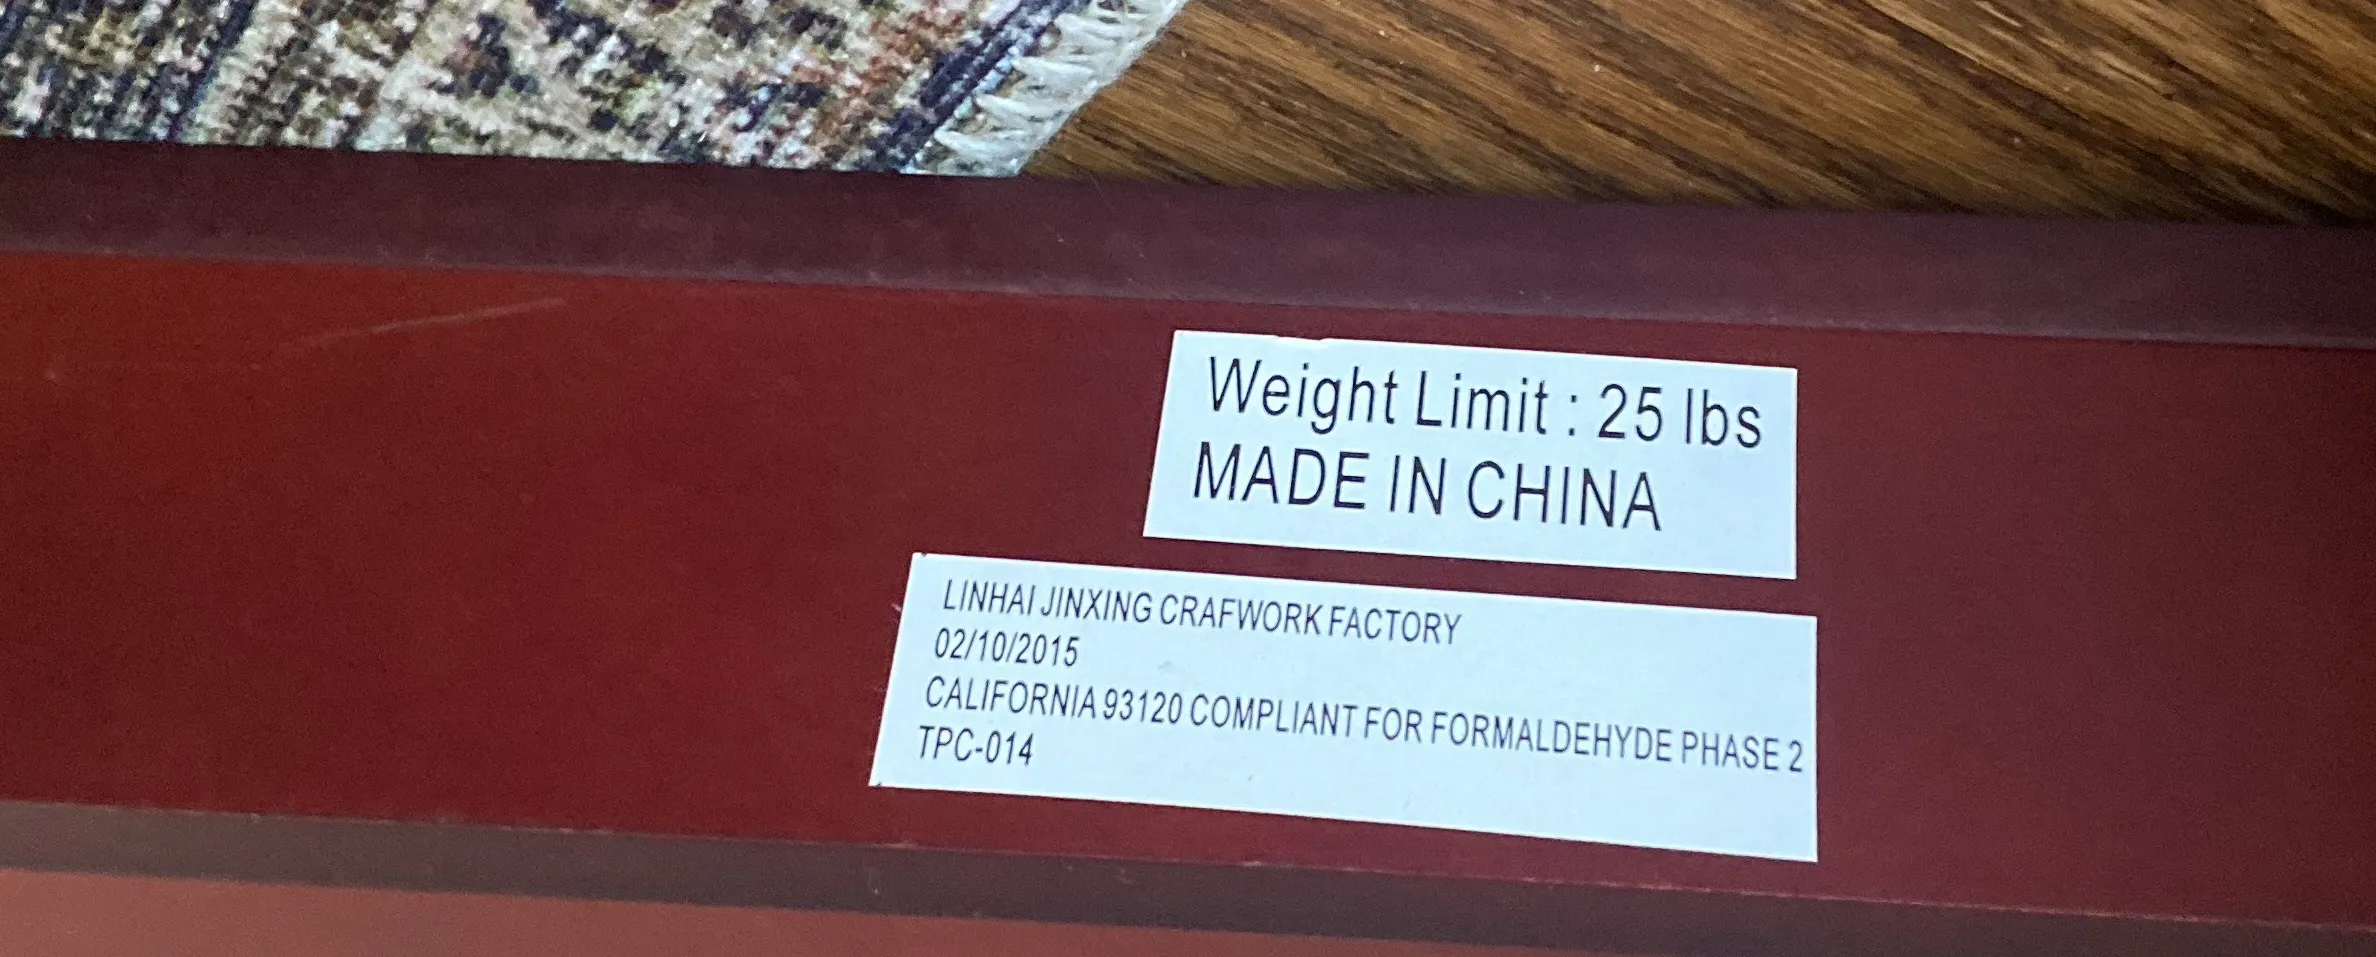 Weight Limit : 25 lbs
MADE IN CHINA
LINHAI JINXING CRAFWORK FACTORY
02/10/2015
CALIFORNIA 93120 COMPLIANT FOR FORMALDEHYDE PHASE 2
TPC-014